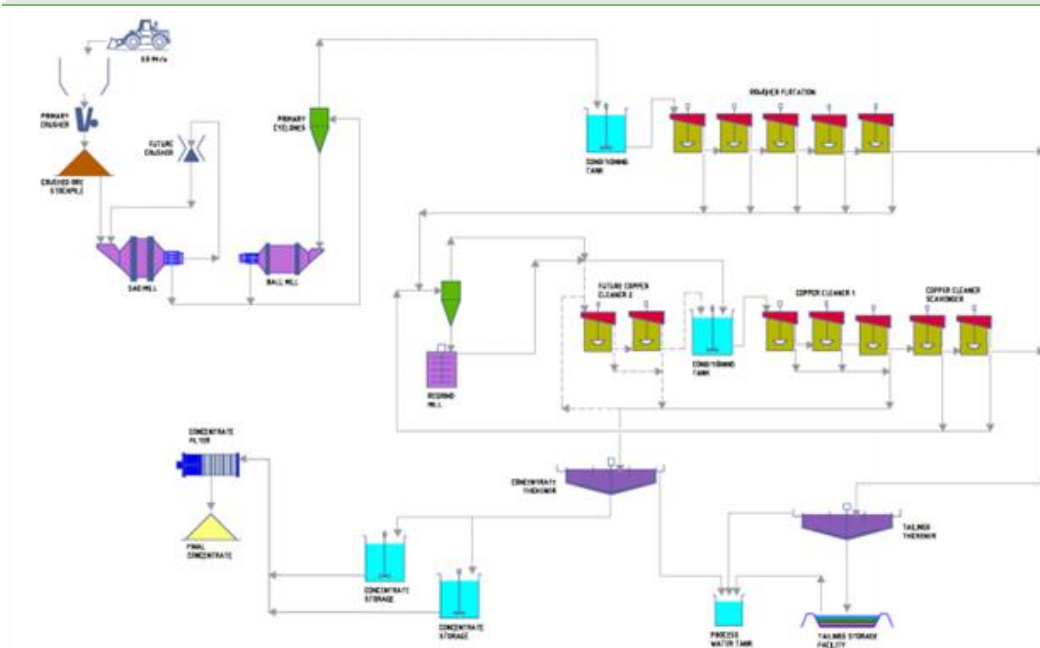 PRIMARY
CRUSHER
CRUSHED ORE
STOCKPILE
FUTURE
CRUSHER
SAG MILL
BALL MILL
PRIMARY
CYCLONES
CONDITIONING
TANK
ROUGHER FLOTATION
FUTURE COPPER
CLEANER 2
CONDITIONING
TANK
COPPER CLEANER 1
COPPER CLEANER
SCAVENGER
REGRIND
MILL
CONCENTRATE
FILTER
FINAL
CONCENTRATE
CONCENTRATE
THICKENER
CONCENTRATE
STORAGE
CONCENTRATE
STORAGE
TAILINGS
THICKENER
PROCESS
WATER TANK
TAILINGS STORAGE
FACILITY